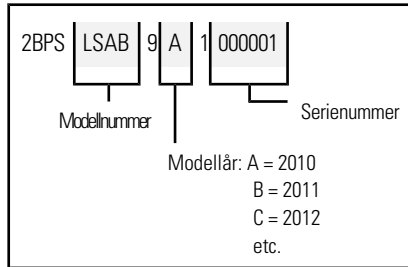 2BPS LSAB 9 A 1 000001
Modellnummer
Serienummer
Modellår: A = 2010
B = 2011
C = 2012
etc.